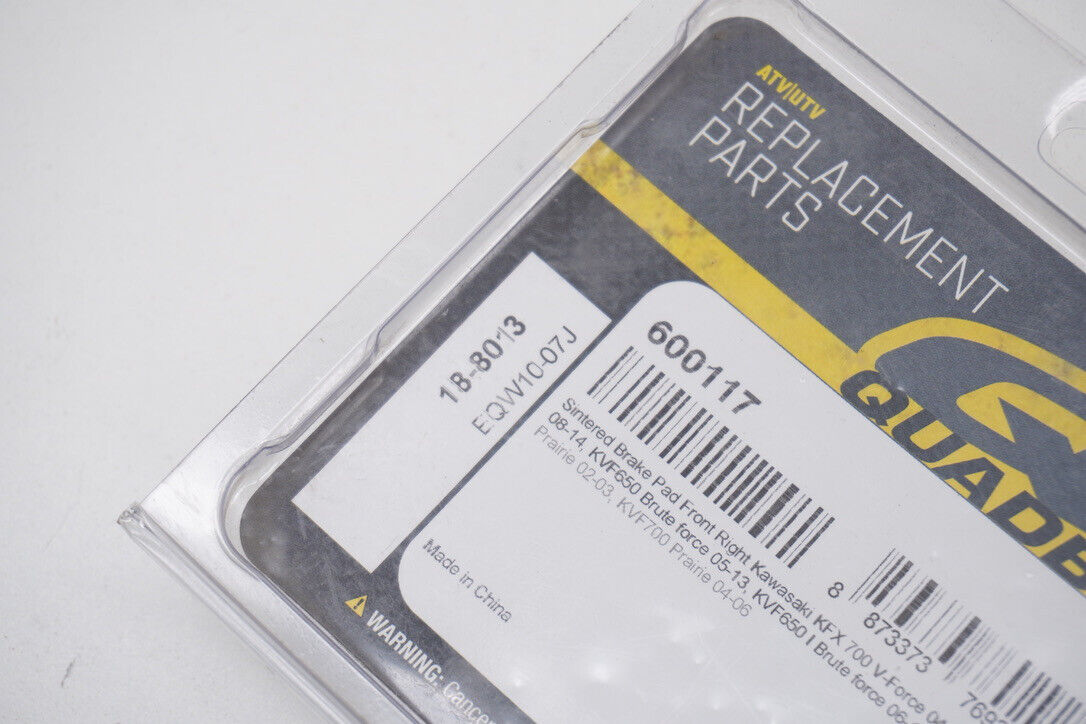 ATV|UTV
REPLACEMENT
PARTS
QUADB
18-8013
EQW10-07J
600117
Sintered Brake Pad Front Right Kawasaki KFX 700 V-Force
08-14, KVF650 Brute force 05-13, KVF650 I Brute force 06-
Prairie 02-03, KVF700 Prairie 04-06
8 873373
Made in China
WARNING: Cancer